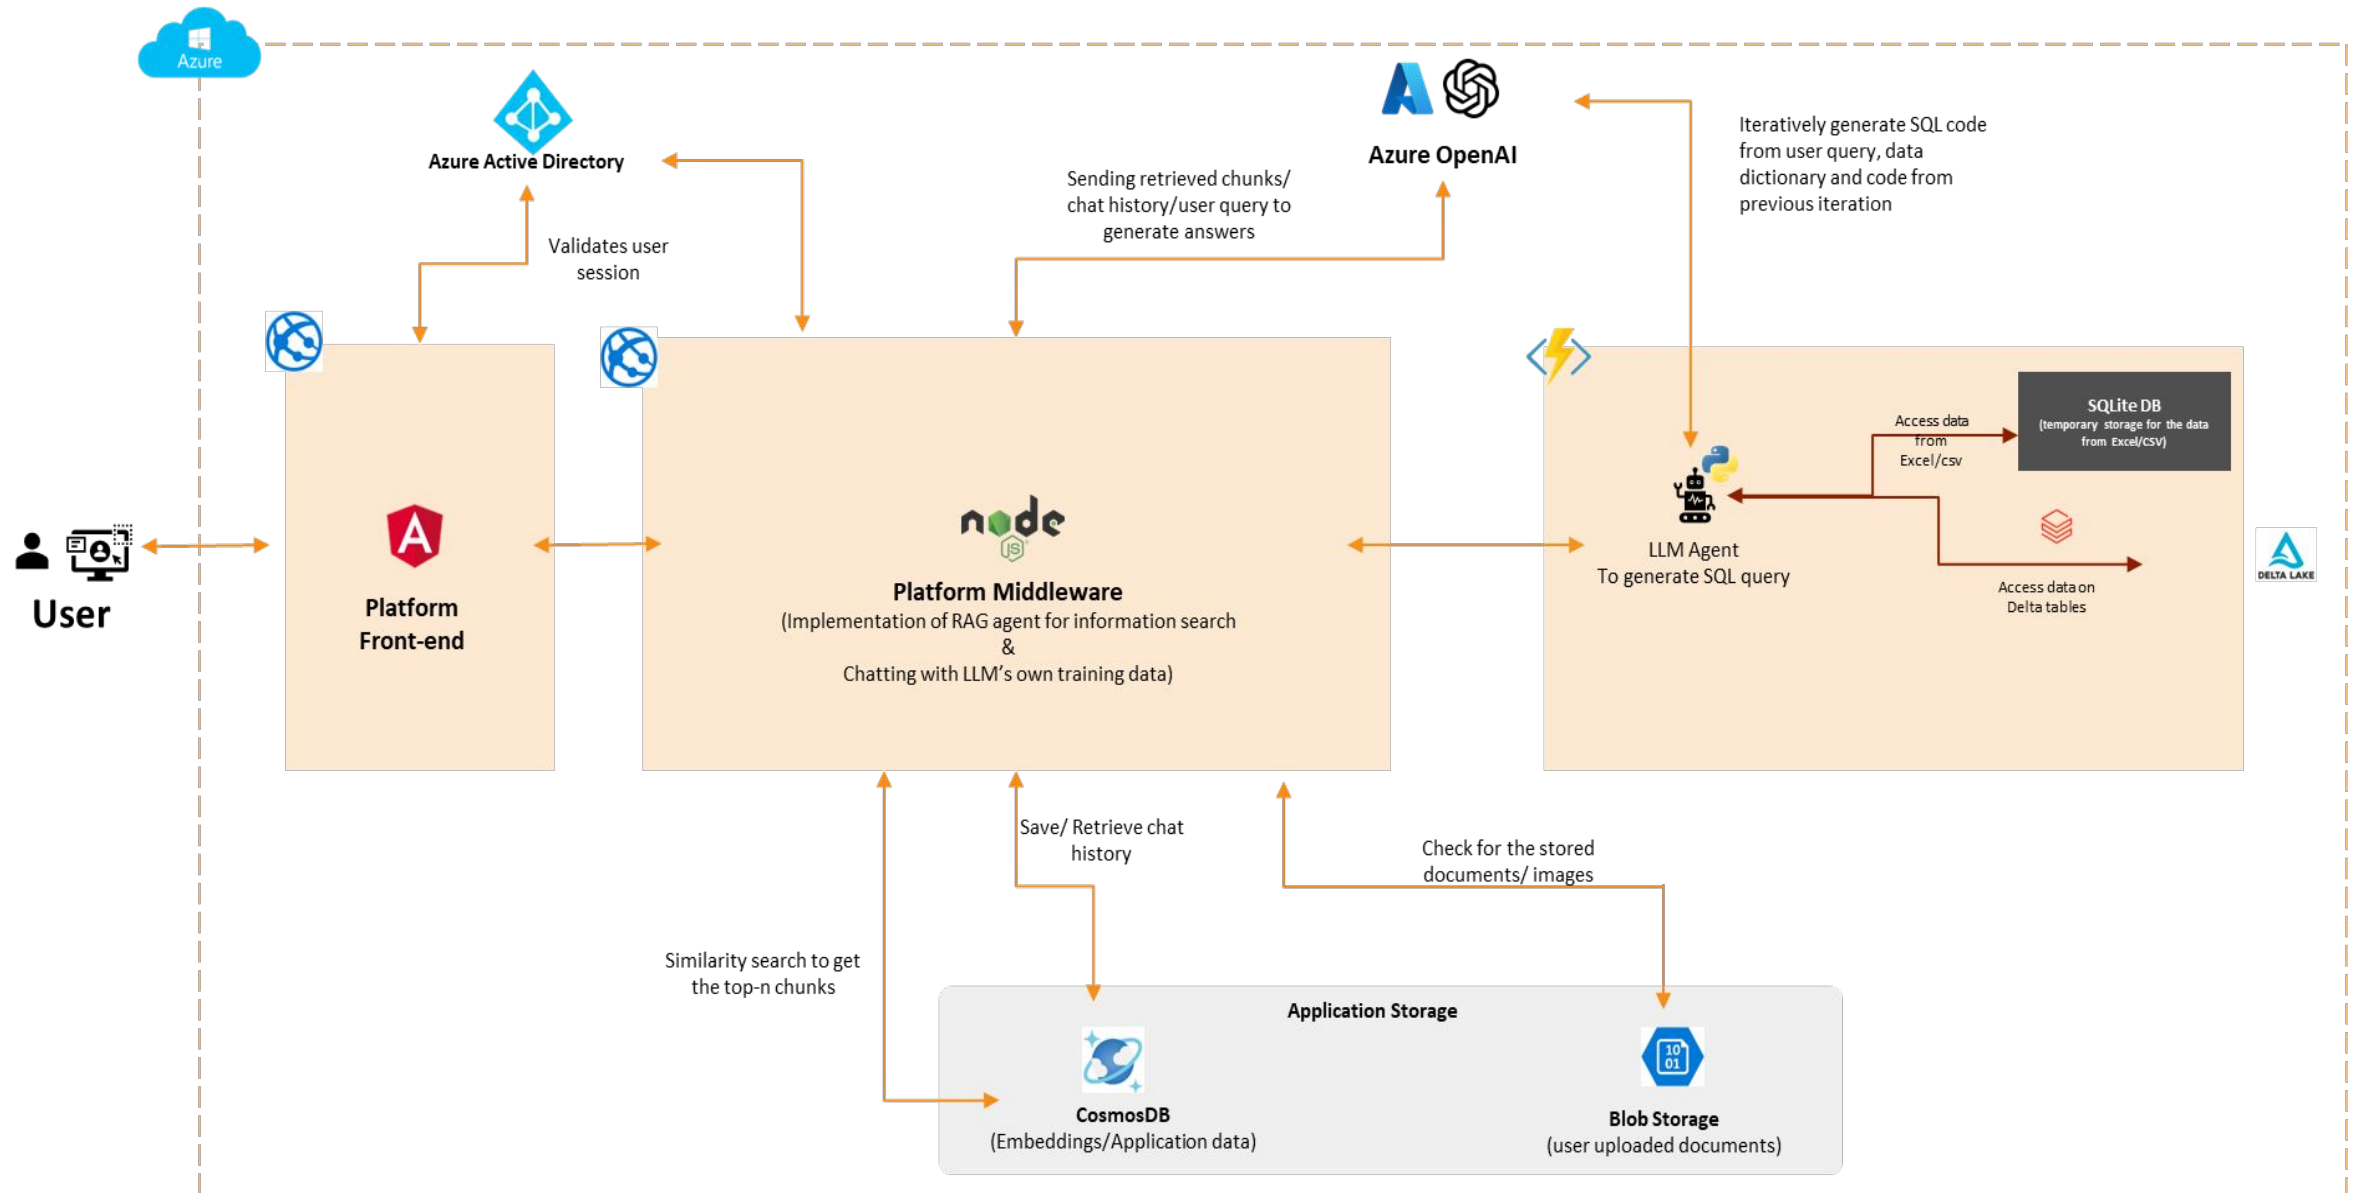 Azure
Azure Active Directory
Validates user
session
Azure OpenAI
Sending retrieved chunks/
chat history/user query to
generate answers
Iteratively generate SQL code
from user query, data
dictionary and code from
previous iteration
User
Platform
Front-end
node
JS
Platform Middleware
(Implementation of RAG agent for information search
&
Chatting with LLM's own training data)
LLM Agent
To generate SQL query
Access data
from
Excel/csv
SQLite DB
(temporary storage for the data
from Excel/CSV)
Access data on
Delta tables
DELTA LAKE
Save/ Retrieve chat
history
Check for the stored
documents/ images
Similarity search to get
the top-n chunks
Application Storage
CosmosDB
(Embeddings/Application data)
10
01
Blob Storage
(user uploaded documents)